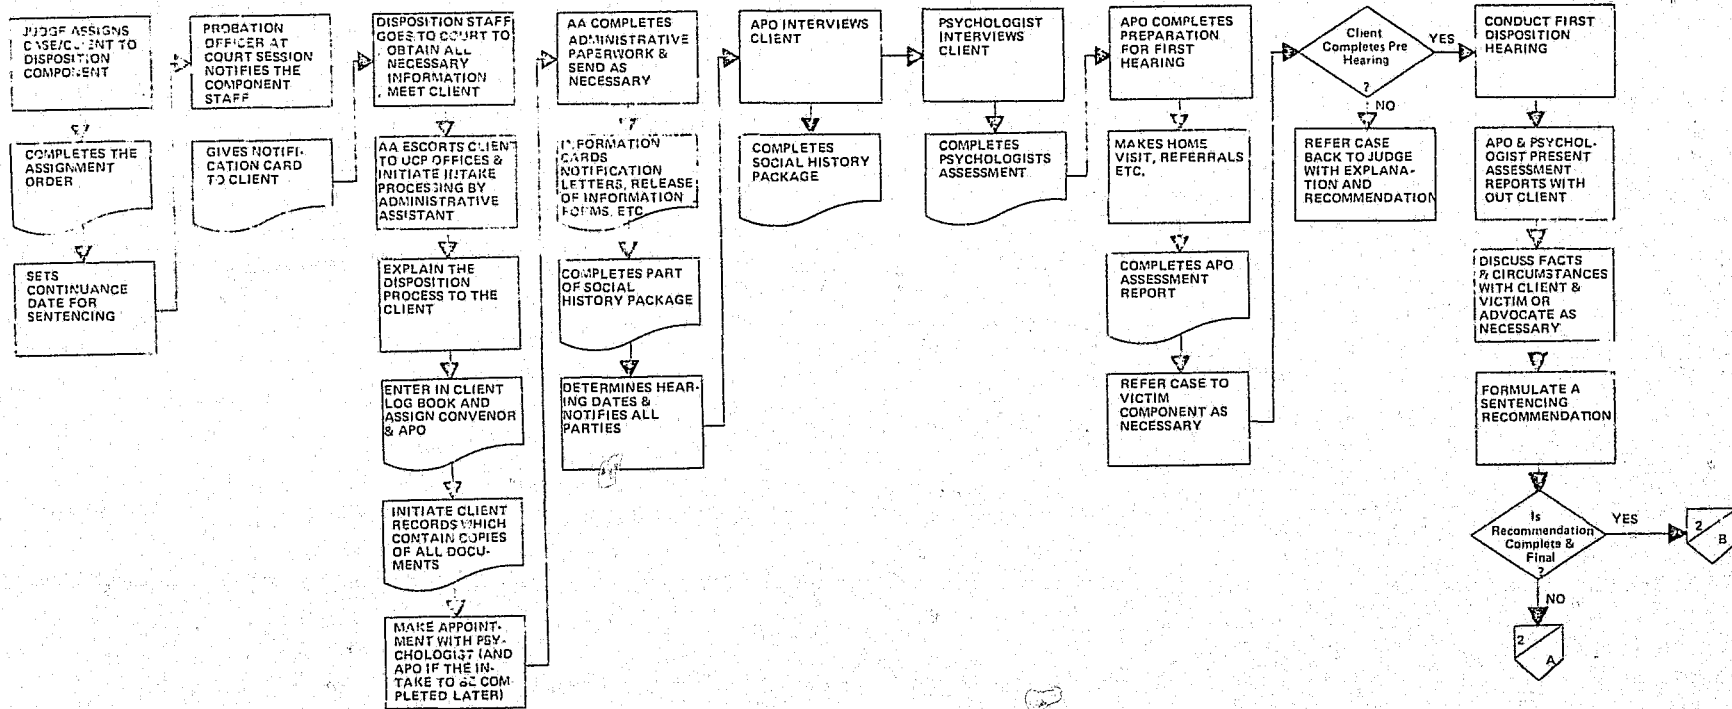 JUDGE ASSIGNS
CASE/CLIENT TO
DISPOSITION
COMPONENT
COMPLETES THE
ASSIGNMENT
ORDER
SETS
CONTINUANCE
DATE FOR
SENTENCING
PROBATION
OFFICER AT
COURT SESSION
NOTIFIES THE
COMPONENT
STAFF
GIVES NOTIFI-
CATION CARD
TO CLIENT
DISPOSITION STAFF
GOES TO COURT TO
OBTAIN ALL
NECESSARY
INFORMATION
MEET CLIENT
AA ESCORTS CLIENT
TO UCP OFFICES &
INITIATE INTAKE
PROCESSING BY
ADMINISTRATIVE
ASSISTANT
EXPLAIN THE
DISPOSITION
PROCESS TO THE
CLIENT
ENTER IN CLIENT
LOG BOOK AND
ASSIGN CONVENOR
& APO
INITIATE CLIENT
RECORDS WHICH
CONTAIN COPIES
OF ALL DOCU-
MENTS
MAKE APPOINT-
MENT WITH PSY-
CHOLOGIST (AND
APO IF THE IN-
TAKE TO BE COM-
PLETED LATER)
AA COMPLETES
ADMINISTRATIVE
PAPERWORK &
SEND AS
NECESSARY
INFORMATION
CARDS
NOTIFICATION
LETTERS, RELEASE
OF INFORMATION
FORMS, ETC
COMPLETES PART
OF SOCIAL
HISTORY PACKAGE
DETERMINES HEAR-
ING DATES &
NOTIFIES ALL
PARTIES
APO INTERVIEWS
CLIENT
COMPLETES
SOCIAL HISTORY
PACKAGE
PSYCHOLOGIST
INTERVIEWS
CLIENT
COMPLETES
PSYCHOLOGISTS
ASSESSMENT
APO COMPLETES
PREPARATION
FOR FIRST
HEARING
MAKES HOME
VISIT, REFERRALS
ETC.
COMPLETES APO
ASSESSMENT
REPORT
REFER CASE TO
VICTIM
COMPONENT AS
NECESSARY
Client
Completes Pre
Hearing
?
YES
NO
REFER CASE
BACK TO JUDGE
WITH EXPLANA-
TION AND
RECOMMENDATION
CONDUCT FIRST
DISPOSITION
HEARING
APO & PSYCHOL-
OGIST PRESENT
ASSESSMENT
REPORTS WITH
OUT CLIENT
DISCUSS FACTS
& CIRCUMSTANCES
WITH CLIENT &
VICTIM OR
ADVOCATE AS
NECESSARY
FORMULATE A
SENTENCING
RECOMMENDATION
Is
Recommendation
Complete &
Final
?
YES
2
B
NO
2
A